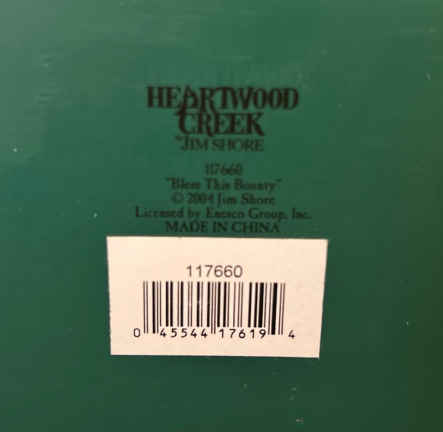 HEARTWOOD
CREEK
by JIM SHORE
117660
"Bless This Bounty"
© 2004 Jim Shore
Licensed by Enesco Group, Inc.
MADE IN CHINA
117660
0 45544 17619 4